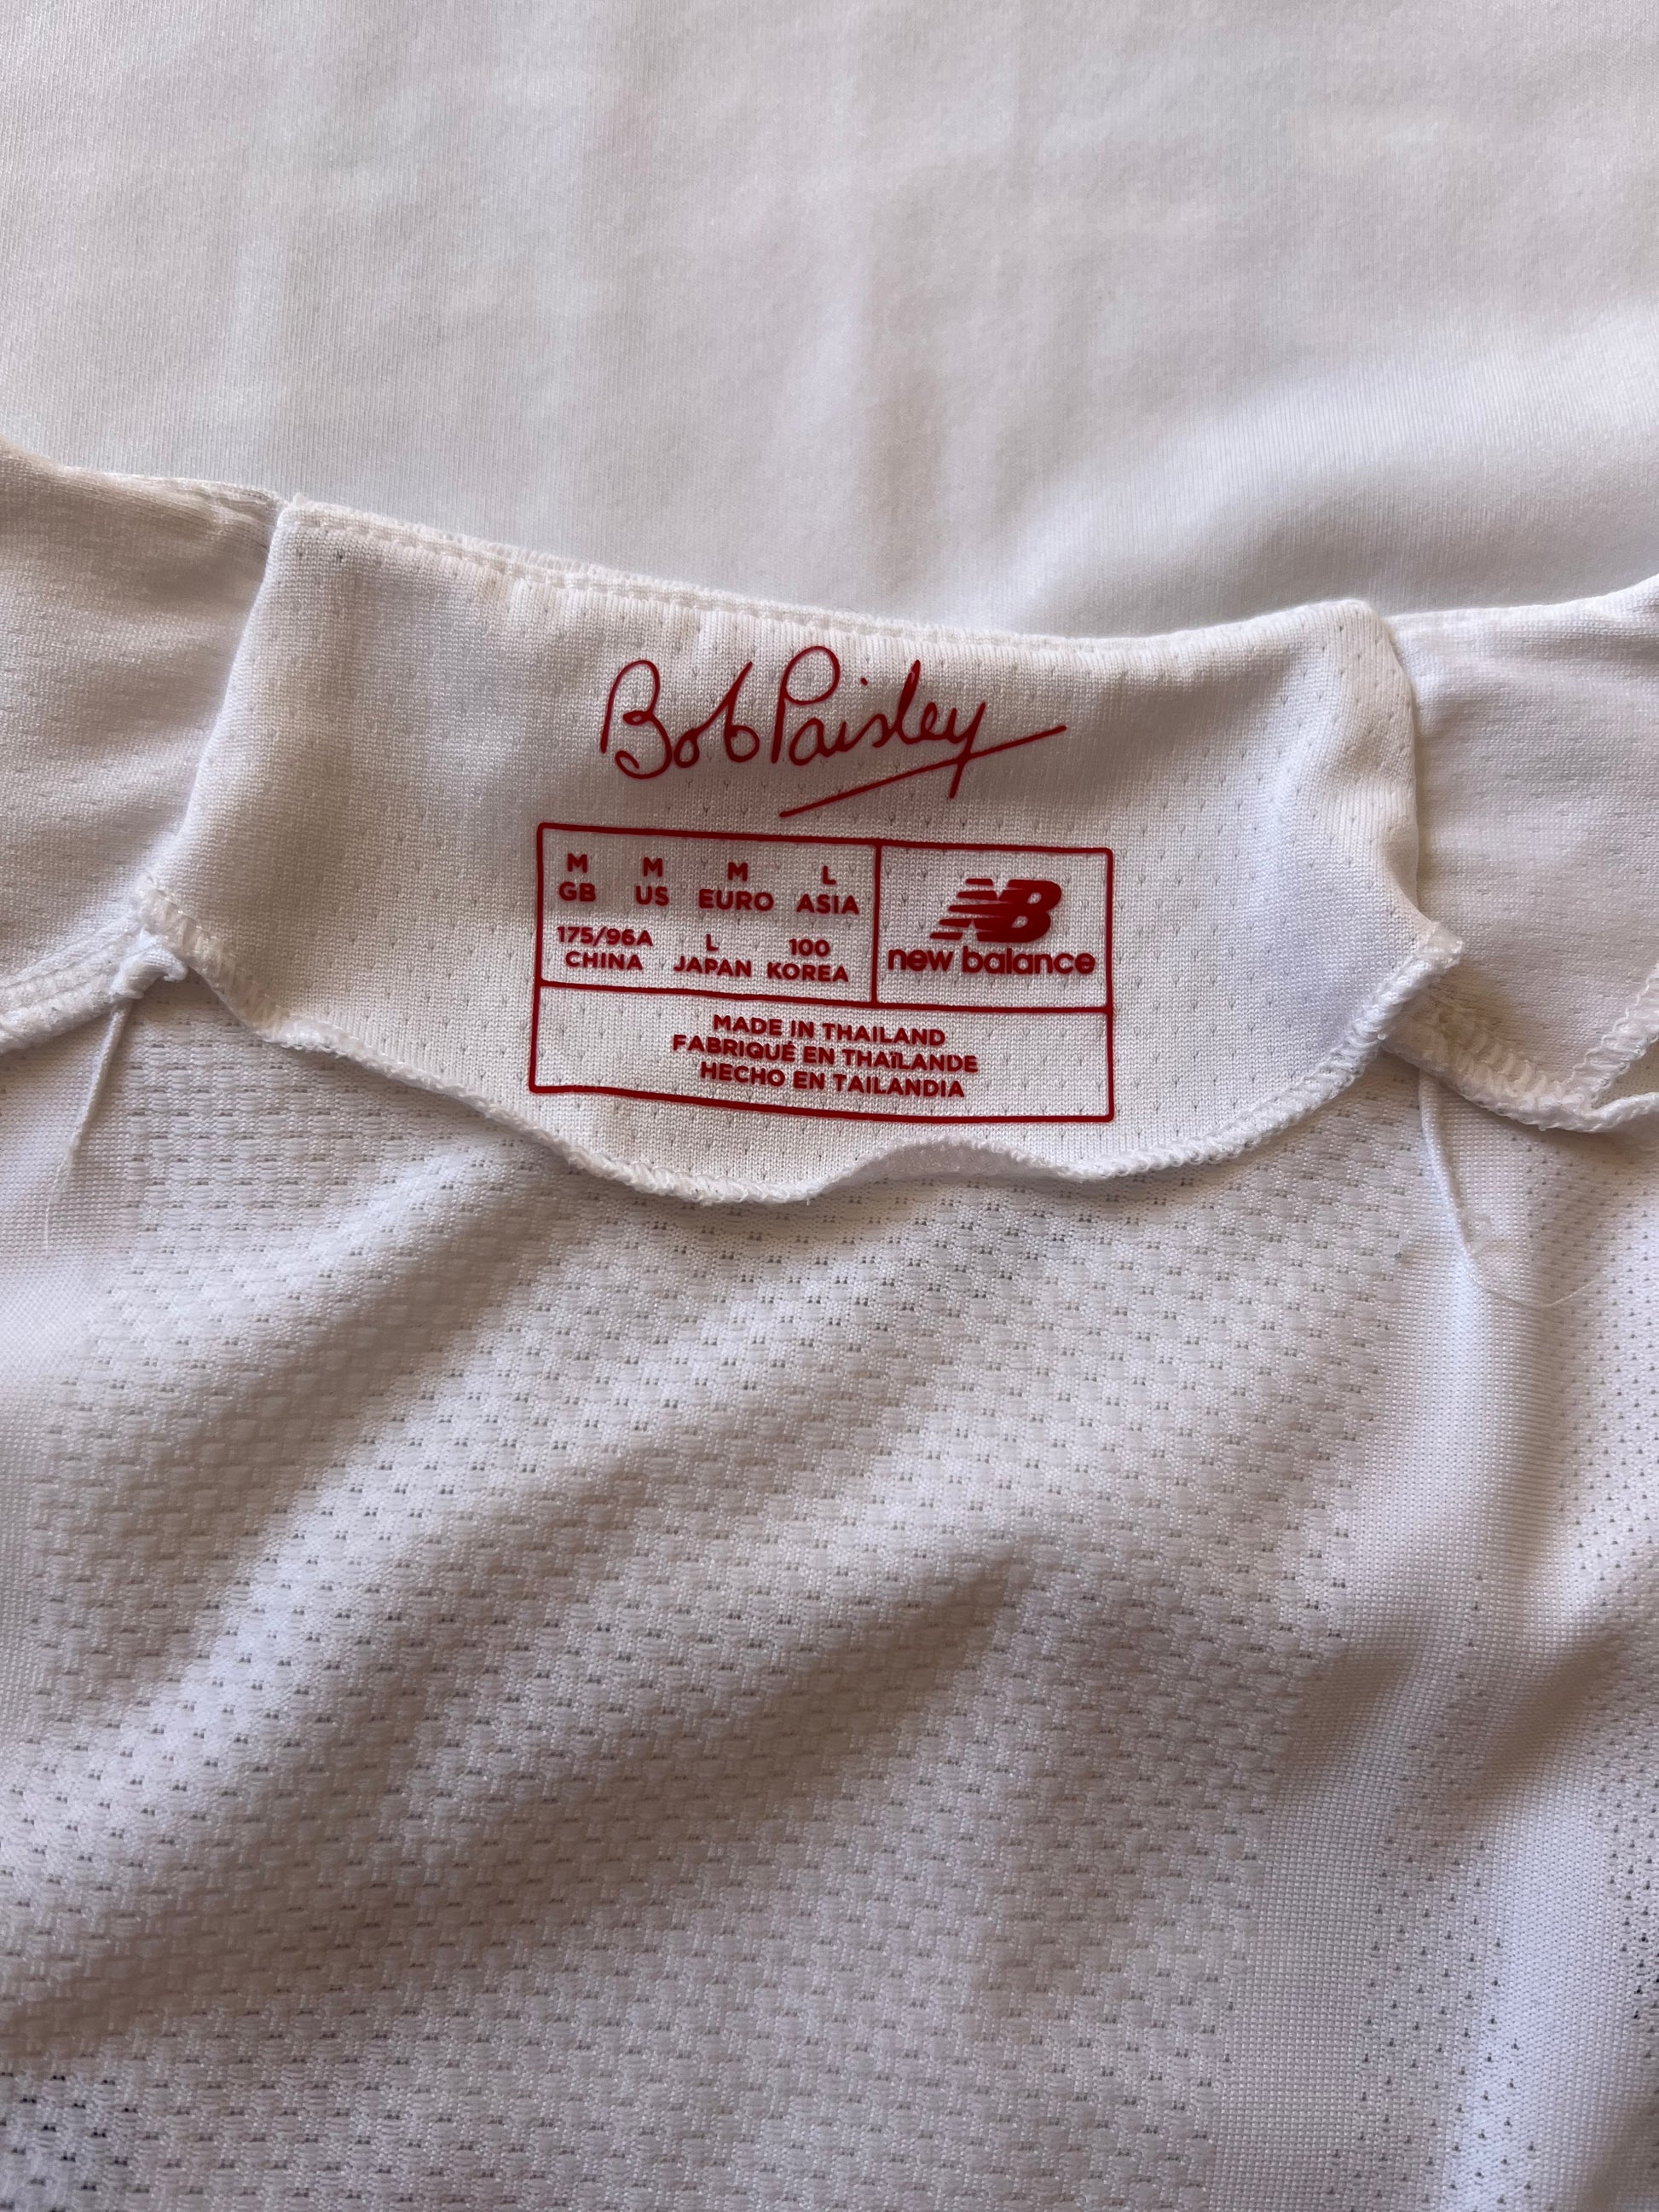 Bob Paisley
M M M L
GB US EURO ASIA
175/96A L 100
CHINA JAPAN KOREA
NB
new balance
MADE IN THAILAND
FABRIQUÉ EN THAÏLANDE
HECHO EN TAILANDIA